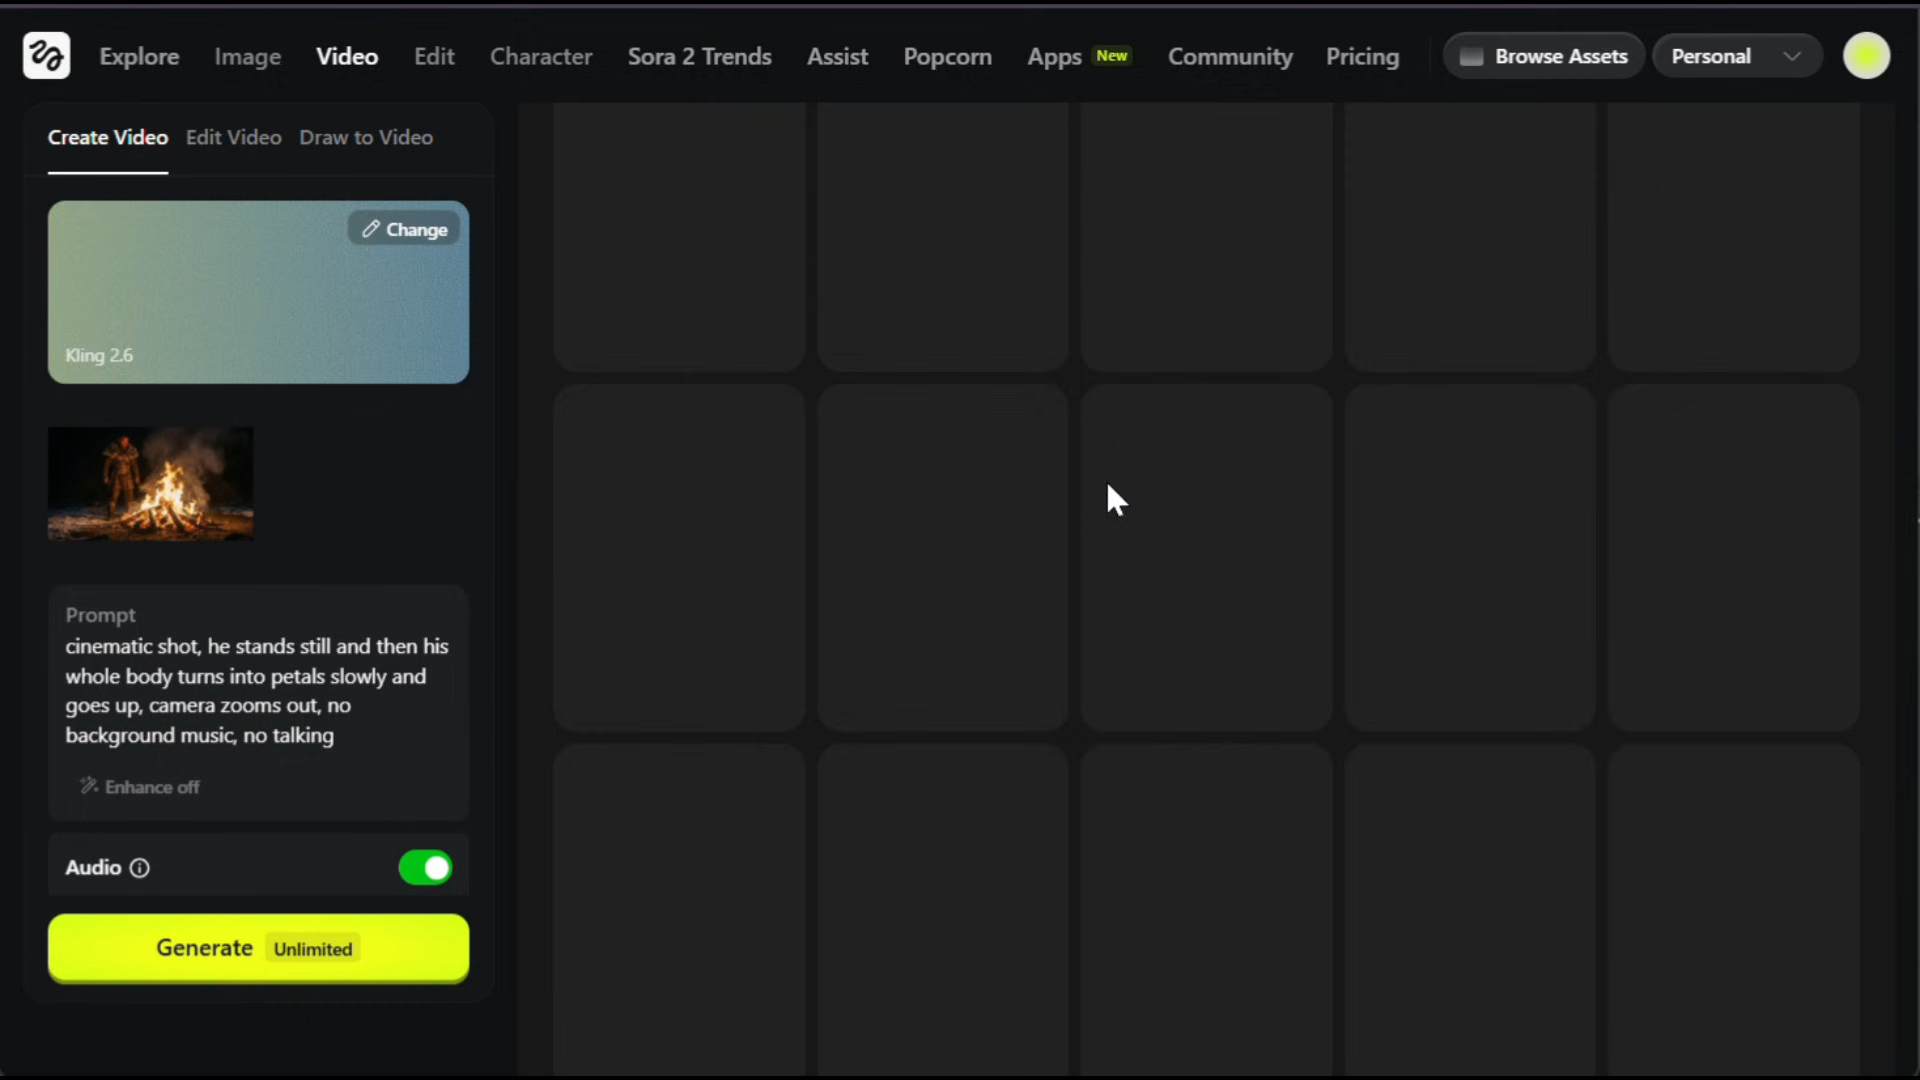 Explore Image Video Edit Character Sora 2 Trends Assist Popcorn Apps New Community Pricing Browse Assets Personal
Create Video Edit Video Draw to Video
Change
Kling 2.6
Prompt
cinematic shot, he stands still and then his
whole body turns into petals slowly and
goes up, camera zooms out, no
background music, no talking
Enhance off
Audio
Generate Unlimited